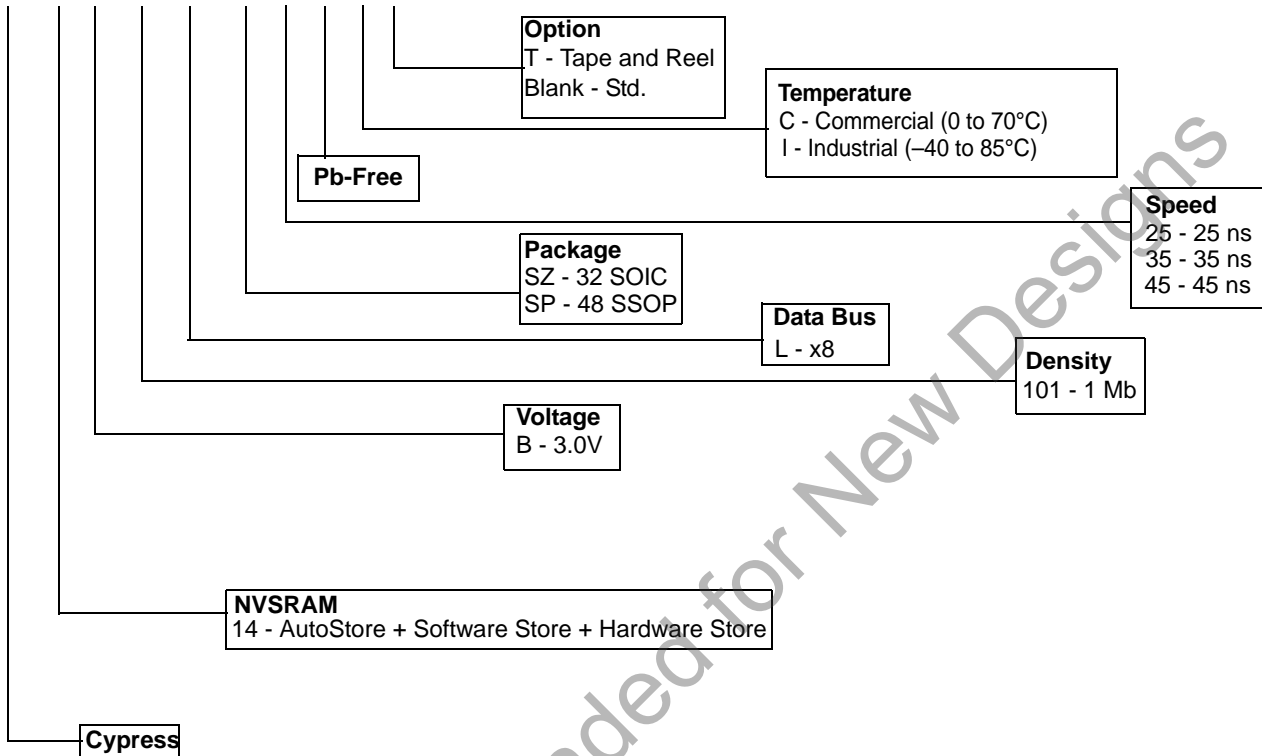 Option
T - Tape and Reel
Blank - Std.
Temperature
C - Commercial (0 to 70°C)
I - Industrial (–40 to 85°C)
Pb-Free
Speed
25 - 25 ns
35 - 35 ns
45 - 45 ns
Package
SZ - 32 SOIC
SP - 48 SSOP
Data Bus
L - x8
Density
101 - 1 Mb
Voltage
B - 3.0V
NVSRAM
14 - AutoStore + Software Store + Hardware Store
Cypress
for New Designs